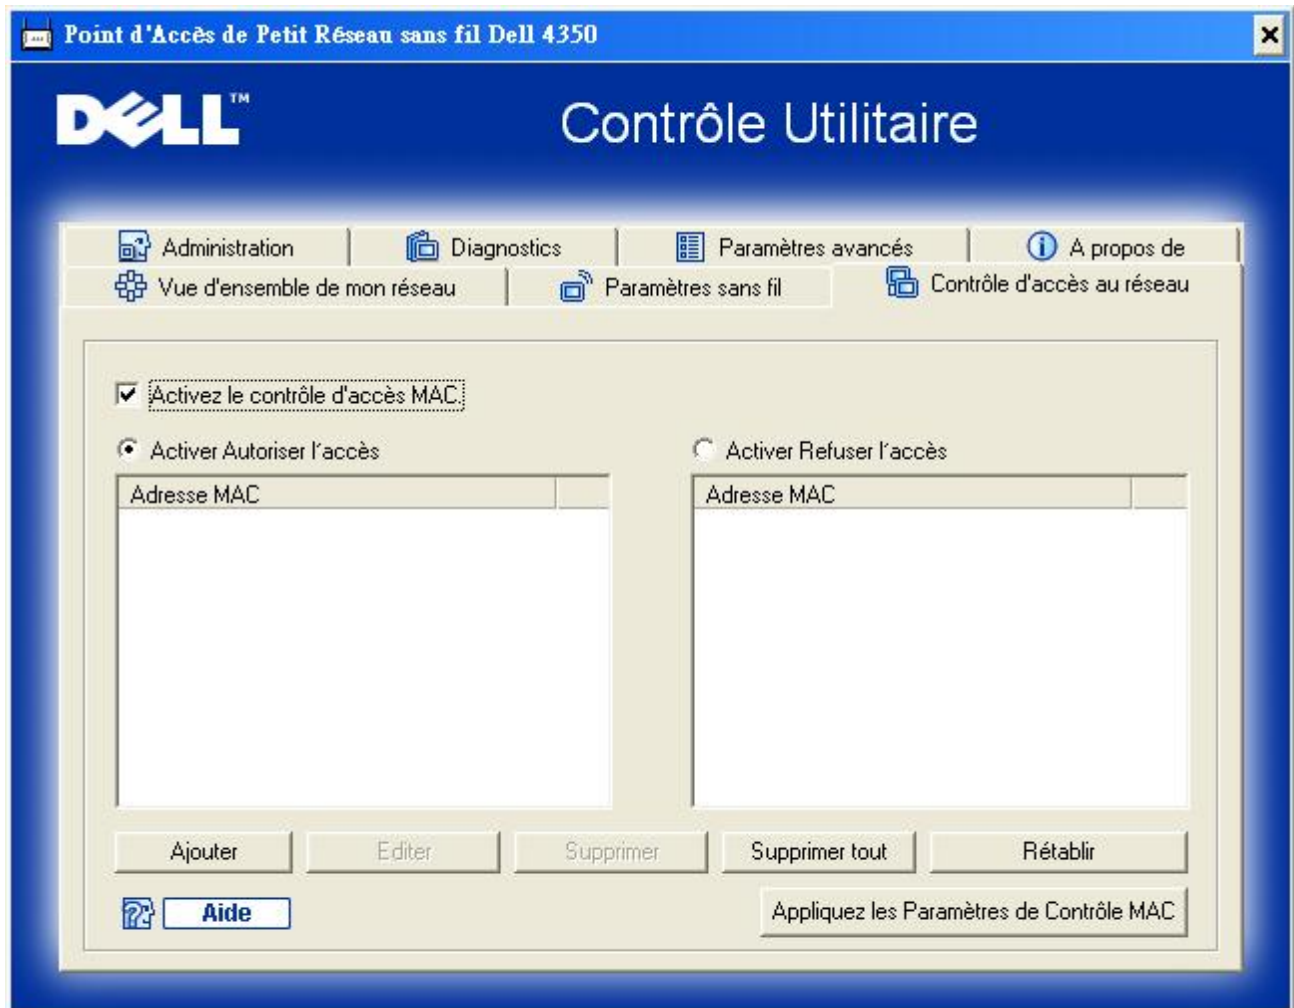 Point d'Accès de Petit Réseau sans fil Dell 4350
DELL™
Contrôle Utilitaire
Administration
Diagnostics
Paramètres avancés
A propos de
Vue d'ensemble de mon réseau
Paramètres sans fil
Contrôle d'accès au réseau
Activez le contrôle d'accès MAC.
Activer Autoriser l´accès
Activer Refuser l´accès
Adresse MAC
Adresse MAC
Ajouter
Editer
Supprimer
Supprimer tout
Rétablir
Aide
Appliquez les Paramètres de Contrôle MAC